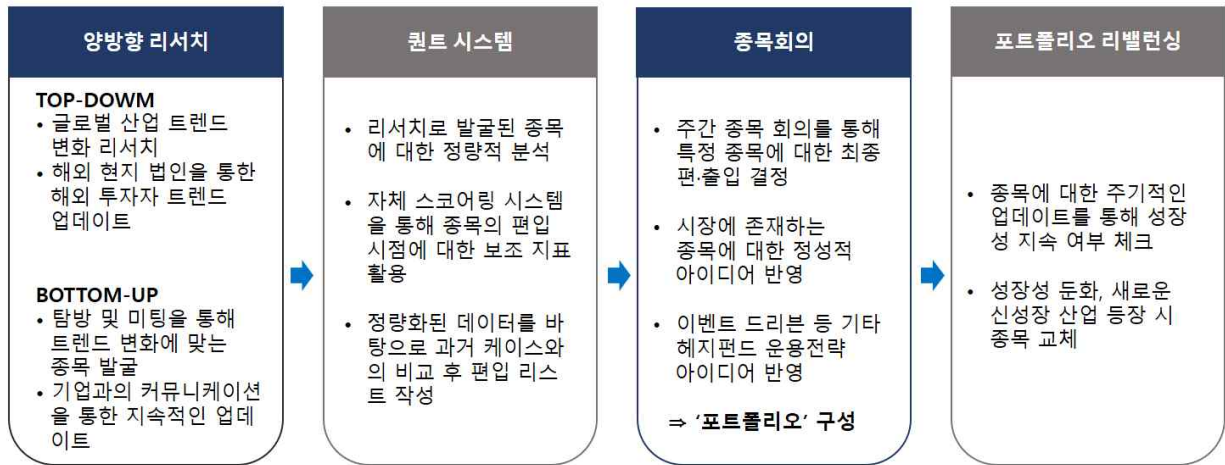 양방향 리서치
TOP-DOWM
• 글로벌 산업 트렌드
변화 리서치
• 해외 현지 법인을 통한
해외 투자자 트렌드
업데이트
BOTTOM-UP
• 탐방 및 미팅을 통해
트렌드 변화에 맞는
종목 발굴
• 기업과의 커뮤니케이션
을 통한 지속적인 업데
이트
퀀트 시스템
• 리서치로 발굴된 종목
에 대한 정량적 분석
• 자체 스코어링 시스템
을 통해 종목의 편입
시점에 대한 보조 지표
활용
• 정량화된 데이터를 바
탕으로 과거 케이스와
의 비교 후 편입 리스
트 작성
종목회의
• 주간 종목 회의를 통해
특정 종목에 대한 최종
편·출입 결정
• 시장에 존재하는
종목에 대한 정성적
아이디어 반영
• 이벤트 드리븐 등 기타
헤지펀드 운용전략
아이디어 반영
⇒ ‘포트폴리오’ 구성
포트폴리오 리밸런싱
• 종목에 대한 주기적인
업데이트를 통해 성장
성 지속 여부 체크
• 성장성 둔화, 새로운
신성장 산업 등장 시
종목 교체